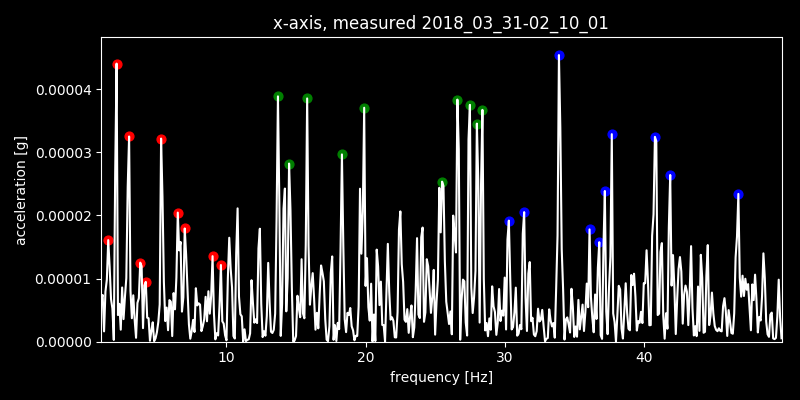 x-axis, measured 2018_03_31-02_10_01
acceleration [g]
0.00004
0.00003
0.00002
0.00001
0.00000
10 20 30 40
frequency [Hz]